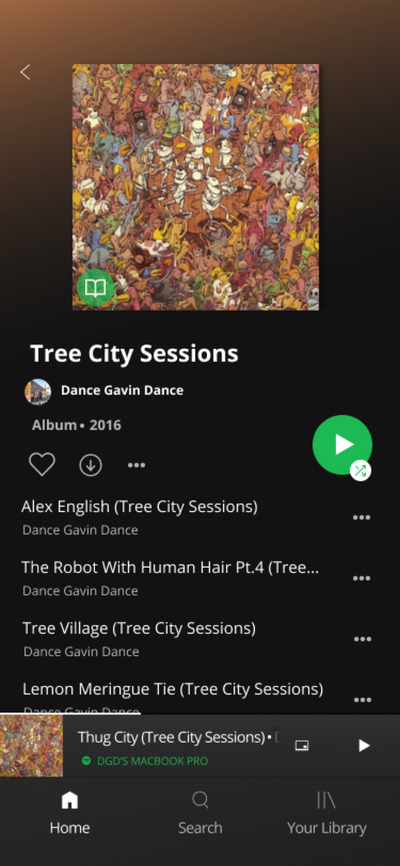 Tree City Sessions
Dance Gavin Dance
Album • 2016
Alex English (Tree City Sessions)
Dance Gavin Dance
The Robot With Human Hair Pt.4 (Tree...
Dance Gavin Dance
Tree Village (Tree City Sessions)
Dance Gavin Dance
Lemon Meringue Tie (Tree City Sessions)
Dance Gavin Dance
Thug City (Tree City Sessions) •
DGD'S MACBOOK PRO
Home
Search
Your Library